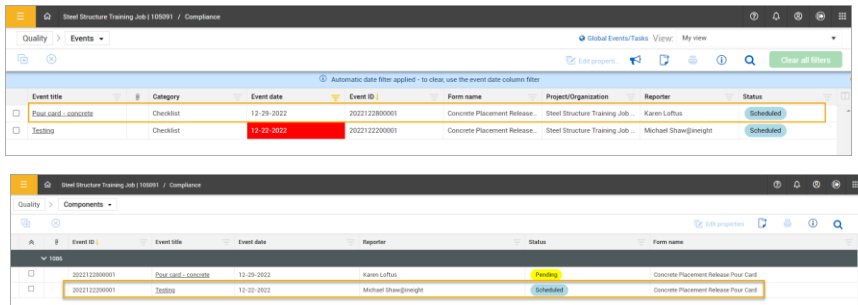 Steel Structure Training Job | 105091 / Compliance
Quality > Events
Global Events/Tasks View: My view
Edit properti... Clear all filters
Automatic date filter applied - to clear, use the event date column filter
Event title Category Event date Event ID Form name Project/Organization Reporter Status
Pour card - concrete Checklist 12-29-2022 2022122800001 Concrete Placement Release... Steel Structure Training Job ... Karen Loftus Scheduled
Testing Checklist 12-22-2022 2022122200001 Concrete Placement Release... Steel Structure Training Job ... Michael Shaw@ineight Scheduled
Steel Structure Training Job | 105091 / Compliance
Quality > Components
Edit properties
Event ID Event title Event date Reporter Status Form name
1086
2022122800001 Pour card - concrete 12-29-2022 Karen Loftus Pending Concrete Placement Release Pour Card
2022122200001 Testing 12-22-2022 Michael Shaw@ineight Scheduled Concrete Placement Release Pour Card